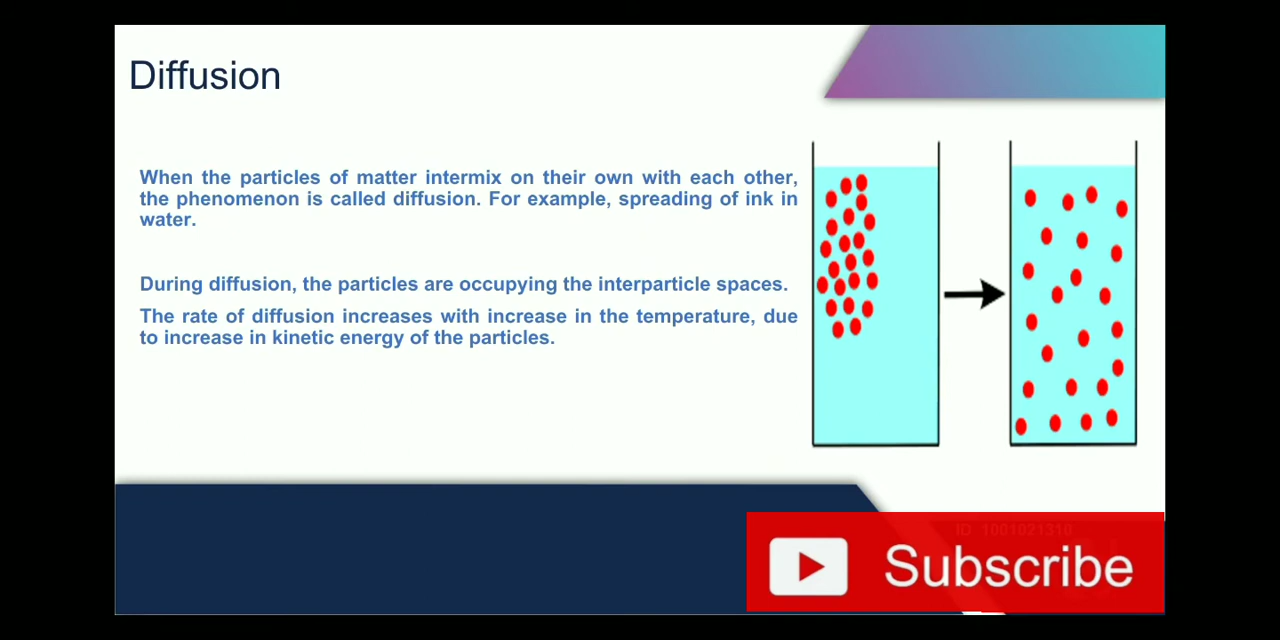 Diffusion
When the particles of matter intermix on their own with each other,
the phenomenon is called diffusion. For example, spreading of ink in
water.
During diffusion, the particles are occupying the interparticle spaces.
The rate of diffusion increases with increase in the temperature, due
to increase in kinetic energy of the particles.
ID 1001021310
Subscribe